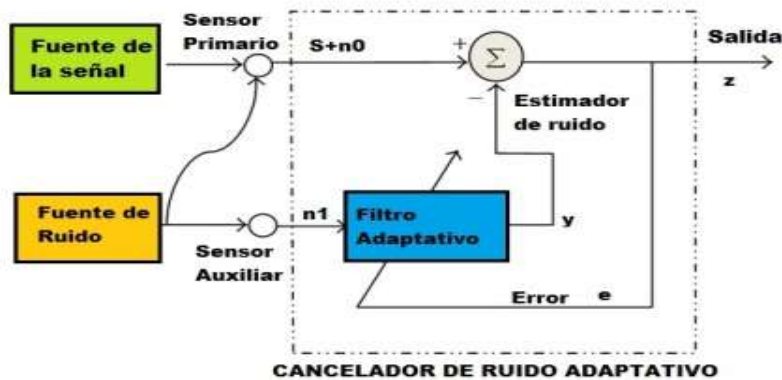 Fuente de
la señal
Sensor
Primario
S+n0
+
Σ
−
Salida
z
Estimador
de ruido
Fuente de
Ruido
Sensor
Auxiliar
n1
Filtro
Adaptativo
y
Error e
CANCELADOR DE RUIDO ADAPTATIVO